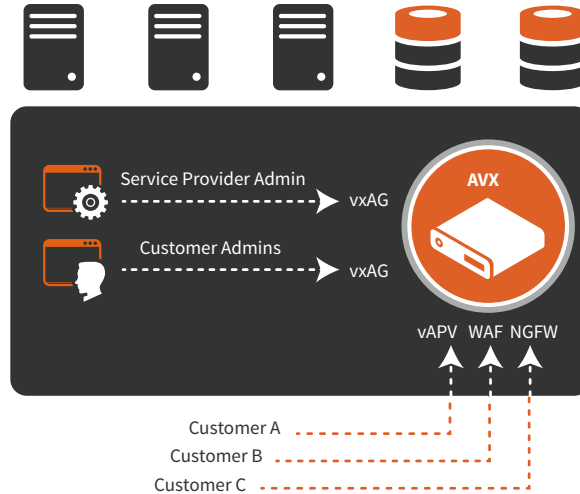 Service Provider Admin
vxAG
AVX
Customer Admins
vxAG
vAPV WAF NGFW
Customer A
Customer B
Customer C